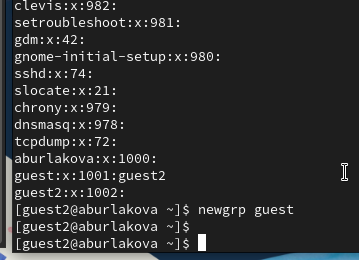 clevis:x:982:
setroubleshoot:x:981:
gdm:x:42:
gnome-initial-setup:x:980:
sshd:x:74:
slocate:x:21:
chrony:x:979:
dnsmasq:x:978:
tcpdump:x:72:
aburlakova:x:1000:
guest:x:1001:guest2
guest2:x:1002:
[guest2@aburlakova ~]$ newgrp guest
[guest2@aburlakova ~]$
[guest2@aburlakova ~]$